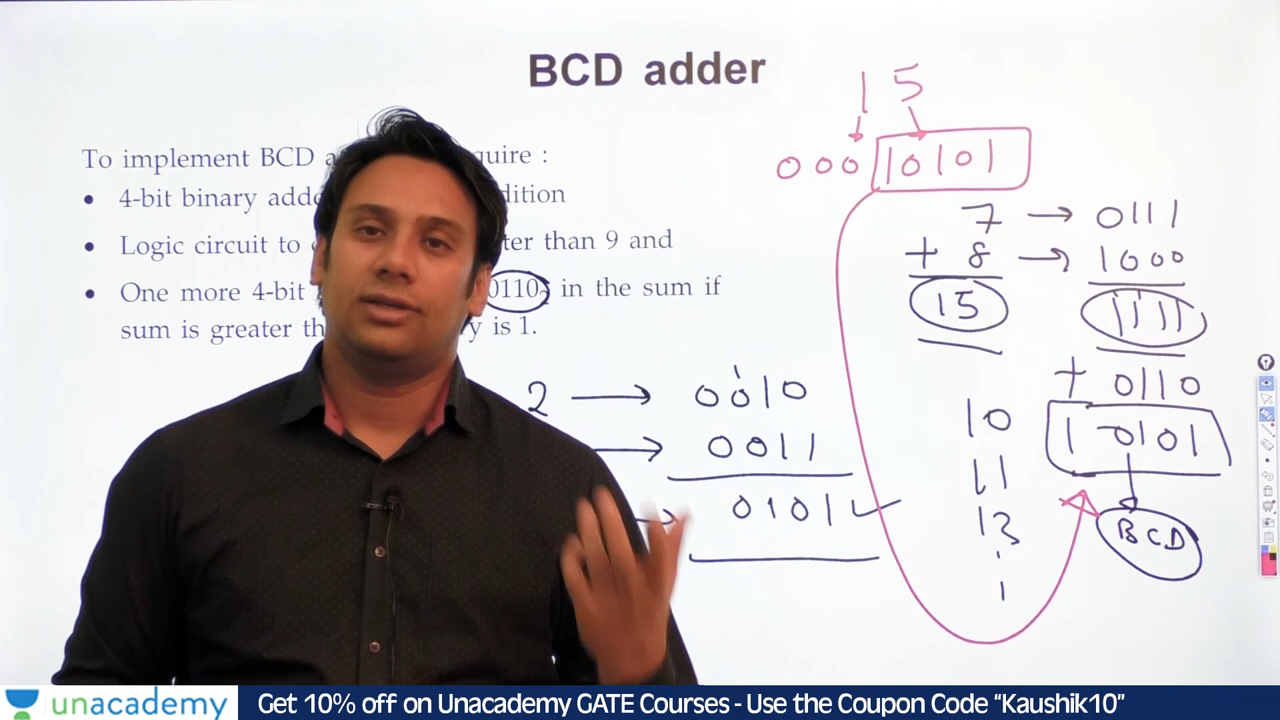 BCD adder
15
To implement BCD a quire :
000 10101
• 4-bit binary adde dition
7 → 0111
• Logic circuit to ter than 9 and
+ 8 → 1000
• One more 4-bit 0110 in the sum if
15 1111
sum is greater th y is 1.
+ 0110
2 → 0010
1
10 1 0101
→ 0011
11
→ 0101 ✓
13 BCD
unacademy Get 10% off on Unacademy GATE Courses - Use the Coupon Code “Kaushik10”